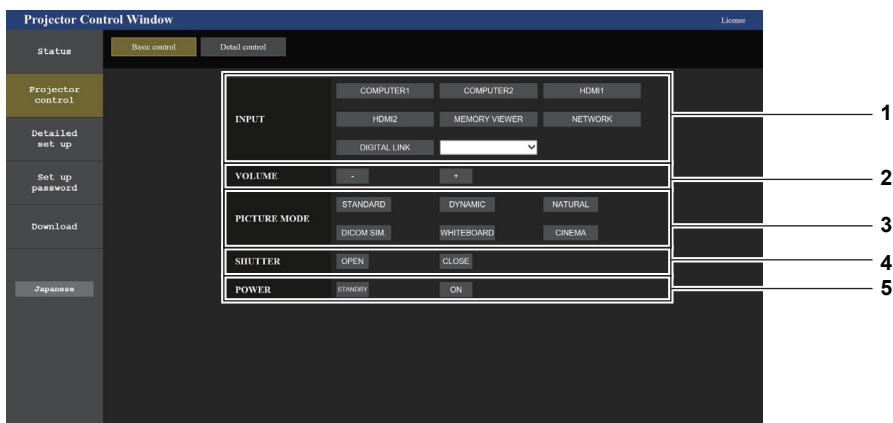 Projector Control Window License
Status
Basic control Detail control
Projector
control
Detailed
set up
Set up
password
Download
Japanese
INPUT
COMPUTER1 COMPUTER2 HDMI1
HDMI2 MEMORY VIEWER NETWORK
DIGITAL LINK
VOLUME - +
PICTURE MODE
STANDARD DYNAMIC NATURAL
DICOM SIM. WHITEBOARD CINEMA
SHUTTER OPEN CLOSE
POWER STANDBY ON
1
2
3
4
5